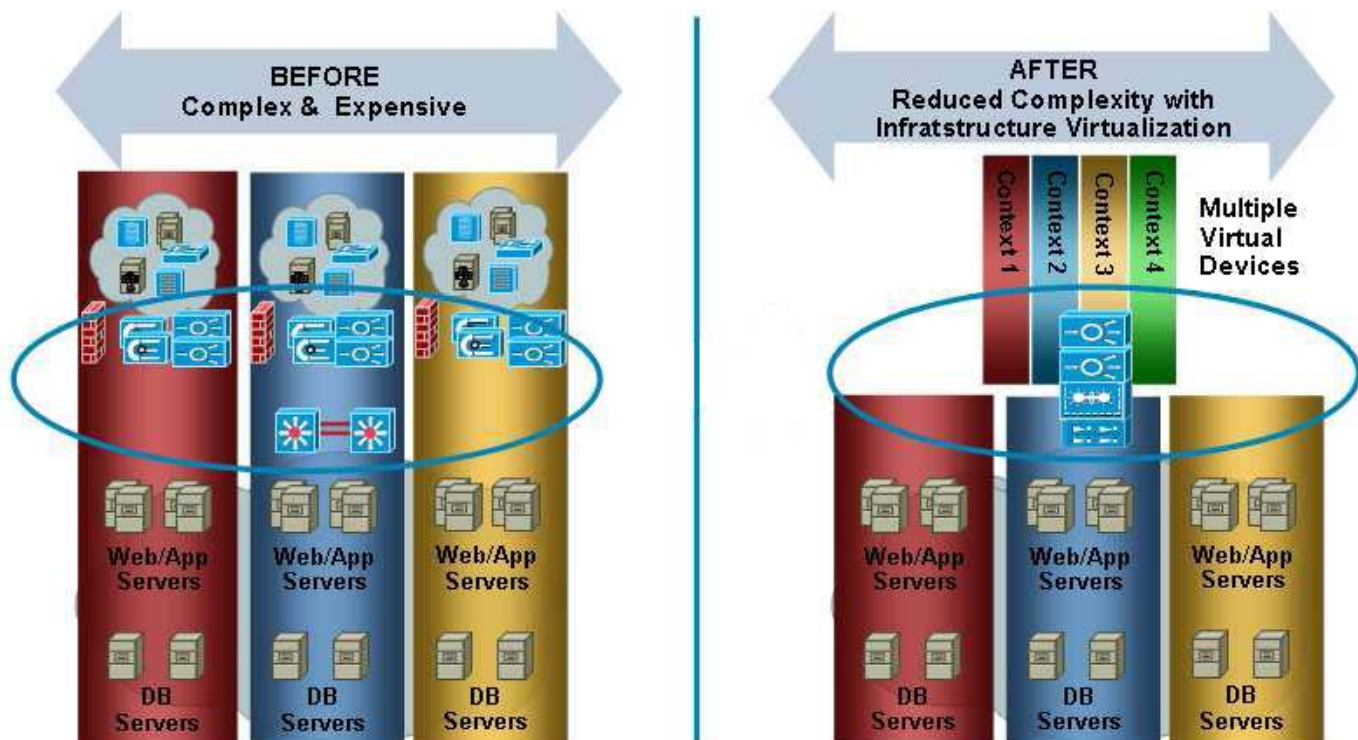 BEFORE
Complex & Expensive
Web/App
Servers
Web/App
Servers
Web/App
Servers
DB
Servers
DB
Servers
DB
Servers
AFTER
Reduced Complexity with
Infratstructure Virtualization
Context 1
Context 2
Context 3
Context 4
Multiple
Virtual
Devices
Web/App
Servers
Web/App
Servers
Web/App
Servers
DB
Servers
DB
Servers
DB
Servers